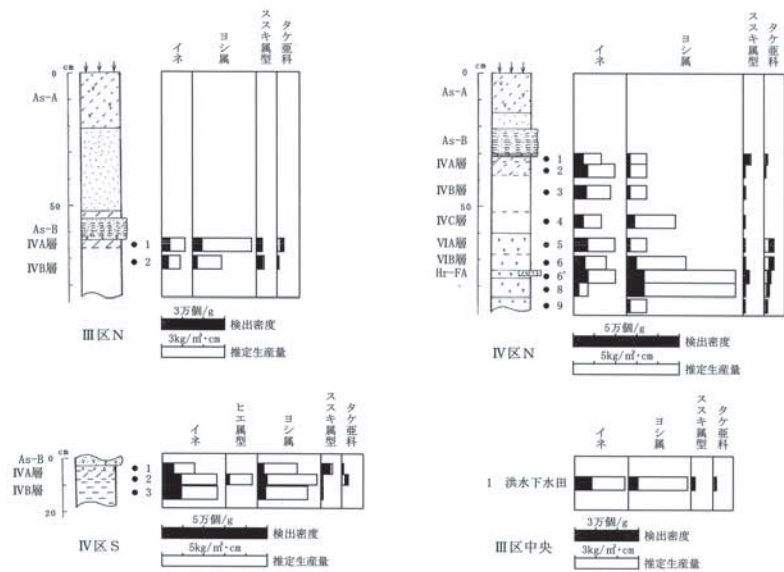 イネ
ヨシ属
ススキ属型
タケ亜科
cm
0
As-A
50
As-B
IVA層
1
IVB層
2
3万個/g
検出密度
3kg/㎡・cm
推定生産量
III区N
イネ
ヨシ属
ススキ属型
タケ亜科
cm
0
As-A
As-B
IVA層
1
2
IVB層
3
50
IVC層
4
VIA層
5
VIB層
6
Hr-FA
6'
8
9
5万個/g
検出密度
5kg/㎡・cm
推定生産量
IV区N
イネ
ヒエ属型
ヨシ属
ススキ属型
タケ亜科
cm
As-B
0
IVA層
1
2
IVB層
3
20
5万個/g
検出密度
5kg/㎡・cm
推定生産量
IV区S
イネ
ヨシ属
ススキ属型
タケ亜科
1 洪水下水田
3万個/g
検出密度
3kg/㎡・cm
推定生産量
III区中央